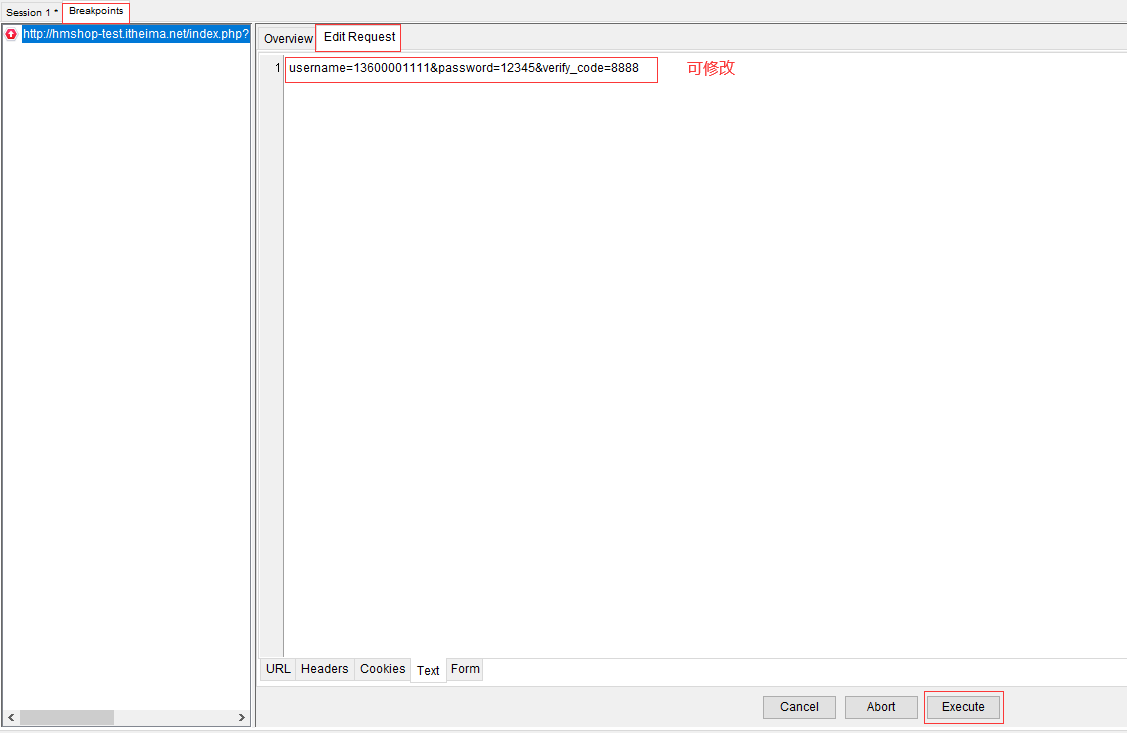 Session 1 * Breakpoints
http://hmshop-test.itheima.net/index.php?
Overview Edit Request
1 username=13600001111&password=12345&verify_code=8888 可修改
URL Headers Cookies Text Form
Cancel Abort Execute